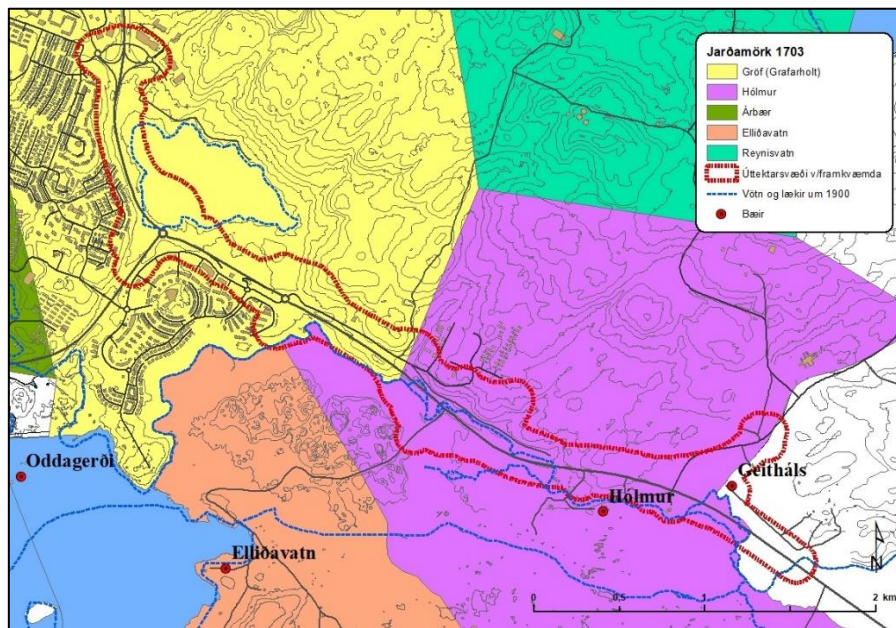 Jarðamörk 1703
Gröf (Grafarholt)
Hólmur
Árbær
Elliðavatn
Reynisvatn
Úttektarsvæði v/framkvæmda
Vötn og lækir um 1900
Bæir
Oddagerði
Geitháls
Hólmur
Elliðavatn
N
0 0,5 1 2 km